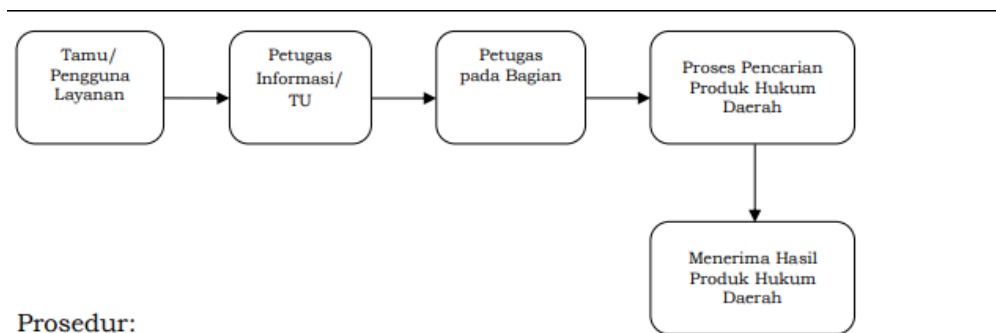 Tamu/
Pengguna
Layanan
Petugas
Informasi/
TU
Petugas
pada Bagian
Proses Pencarian
Produk Hukum
Daerah
Menerima Hasil
Produk Hukum
Daerah
Prosedur: